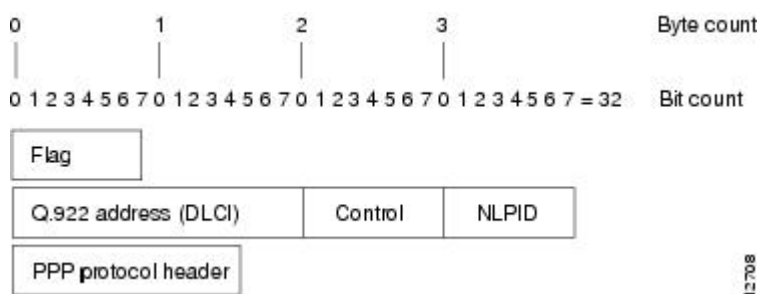 0 1 2 3 Byte count
0 1 2 3 4 5 6 7 0 1 2 3 4 5 6 7 0 1 2 3 4 5 6 7 0 1 2 3 4 5 6 7 = 32 Bit count
Flag
Q.922 address (DLCI) Control NLPID
PPP protocol header
12708